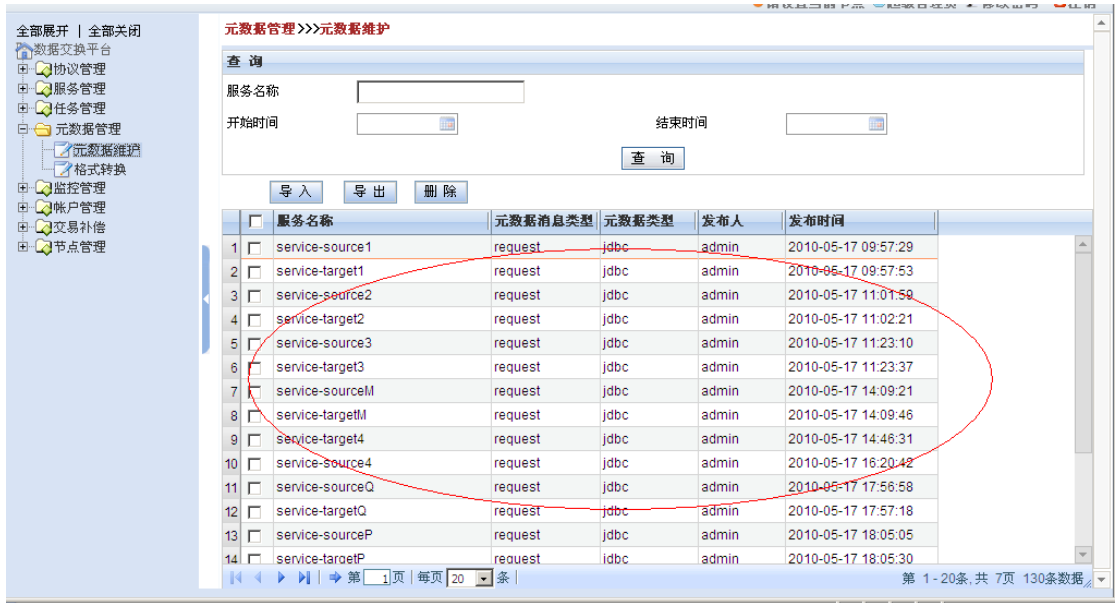 全部展开 | 全部关闭
数据交换平台
协议管理
服务管理
任务管理
元数据管理
元数据维护
格式转换
监控管理
帐户管理
交易补偿
节点管理
元数据管理>>>元数据维护
查 询
服务名称
开始时间 结束时间
查 询
导入 导出 删除
服务名称 元数据消息类型 元数据类型 发布人 发布时间
1 service-source1 request jdbc admin 2010-05-17 09:57:29
2 service-target1 request jdbc admin 2010-05-17 09:57:53
3 service-source2 request jdbc admin 2010-05-17 11:01:59
4 service-target2 request jdbc admin 2010-05-17 11:02:21
5 service-source3 request jdbc admin 2010-05-17 11:23:10
6 service-target3 request jdbc admin 2010-05-17 11:23:37
7 service-sourceM request jdbc admin 2010-05-17 14:09:21
8 service-targetM request jdbc admin 2010-05-17 14:09:46
9 service-target4 request jdbc admin 2010-05-17 14:46:31
10 service-source4 request jdbc admin 2010-05-17 16:20:42
11 service-sourceQ request jdbc admin 2010-05-17 17:56:58
12 service-targetQ request jdbc admin 2010-05-17 17:57:18
13 service-sourceP request jdbc admin 2010-05-17 18:05:05
14 service-targetP request jdbc admin 2010-05-17 18:05:30
第 1 页 | 每页 20 条 | 第 1-20条,共 7页 130条数据